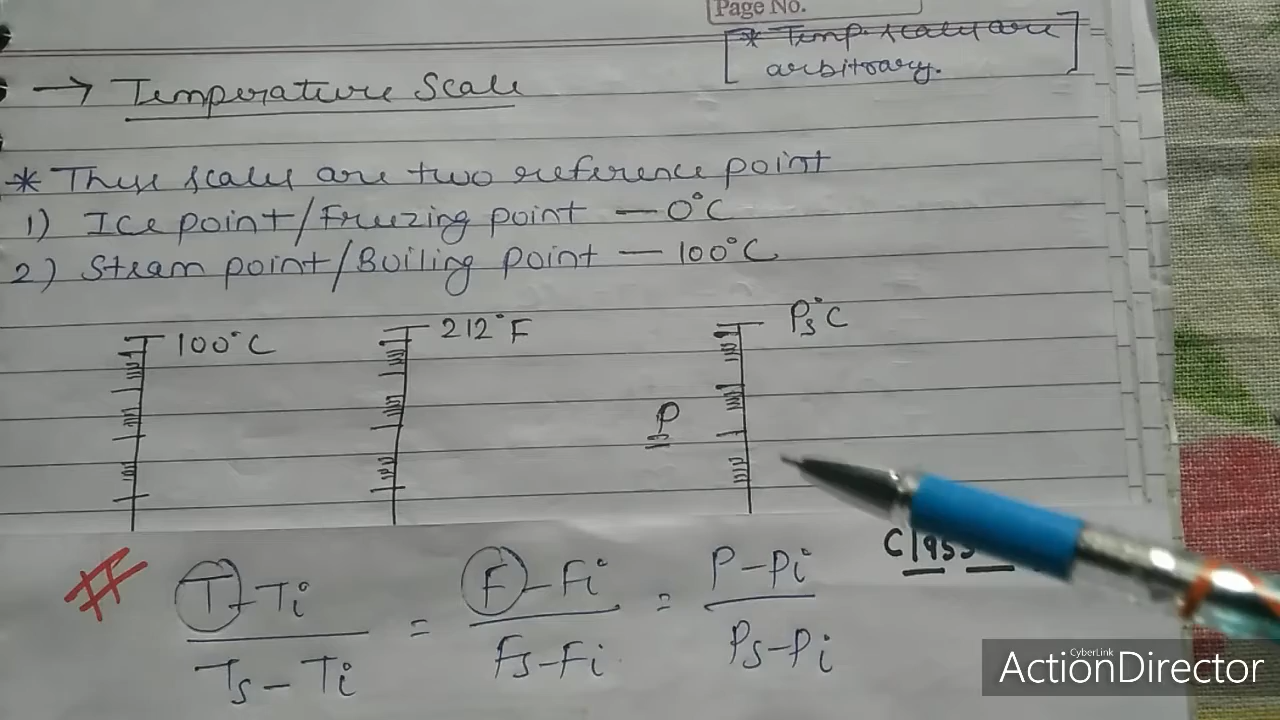 Page No.
[* Temp. scales are
arbitrary.]
→ Temperature Scale
* These scales are two reference point
1) Ice point/Freezing point — 0°C
2) Steam point/Boiling point — 100°C
100°C 212°F Ps°C
P
# T-Ti / Ts-Ti = F-Fi / Fs-Fi = P-Pi / Ps-Pi
CyberLink
ActionDirector